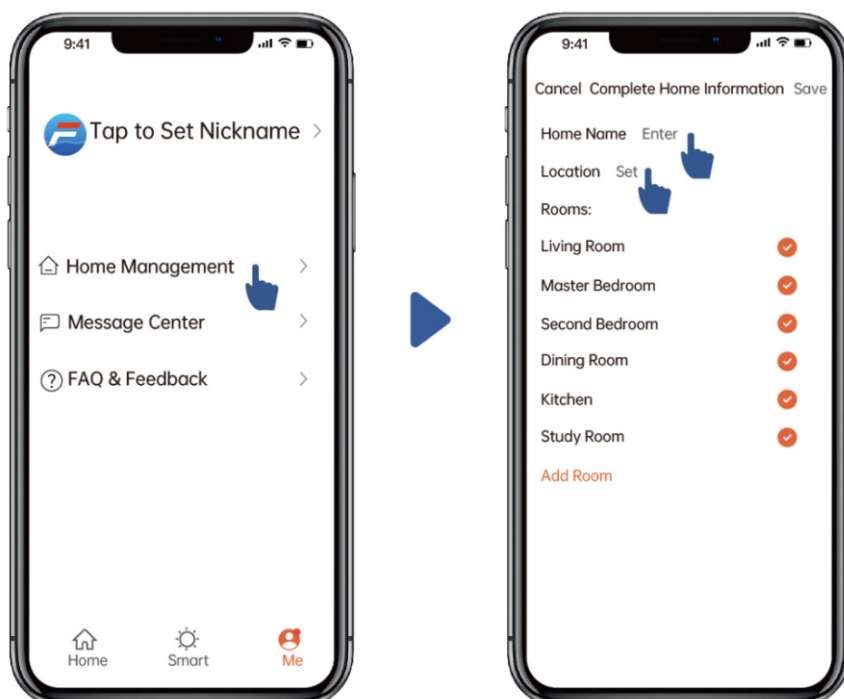 9:41
Tap to Set Nickname
Home Management
Message Center
FAQ & Feedback
Home Smart Me
9:41
Cancel Complete Home Information Save
Home Name Enter
Location Set
Rooms:
Living Room
Master Bedroom
Second Bedroom
Dining Room
Kitchen
Study Room
Add Room